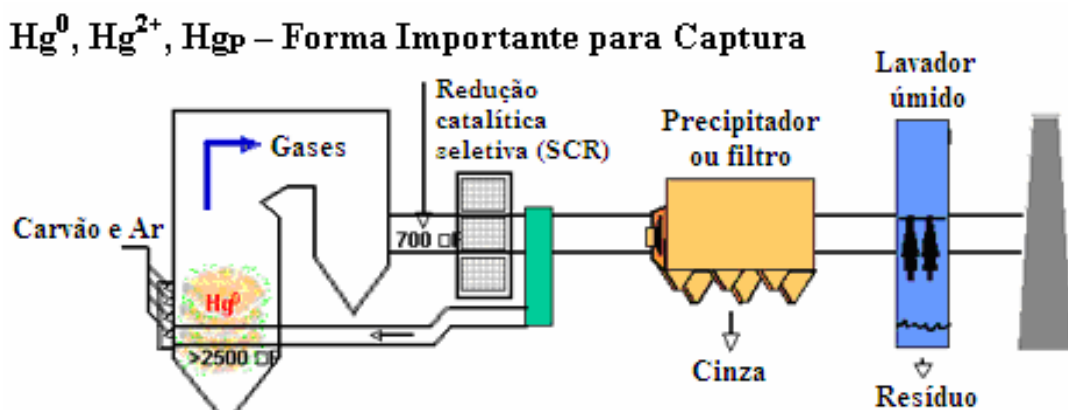 Hg⁰, Hg²⁺, HgP – Forma Importante para Captura
Lavador
úmido
Redução
catalítica
seletiva (SCR)
Precipitador
ou filtro
Gases
Carvão e Ar
700 □F
Hg⁰
>2500 □F
Cinza
Resíduo